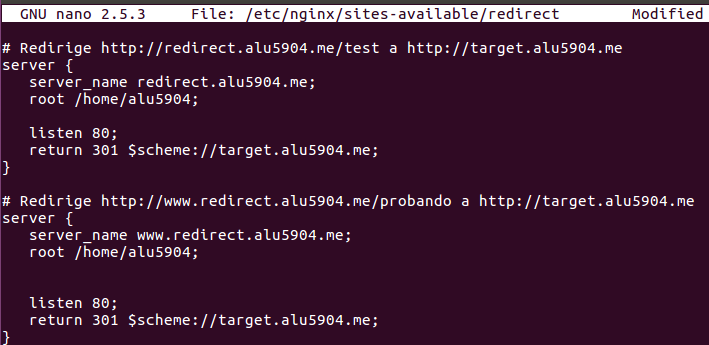 GNU nano 2.5.3 File: /etc/nginx/sites-available/redirect Modified
# Redirige http://redirect.alu5904.me/test a http://target.alu5904.me
server {
server_name redirect.alu5904.me;
root /home/alu5904;
listen 80;
return 301 $scheme://target.alu5904.me;
}
# Redirige http://www.redirect.alu5904.me/probando a http://target.alu5904.me
server {
server_name www.redirect.alu5904.me;
root /home/alu5904;
listen 80;
return 301 $scheme://target.alu5904.me;
}